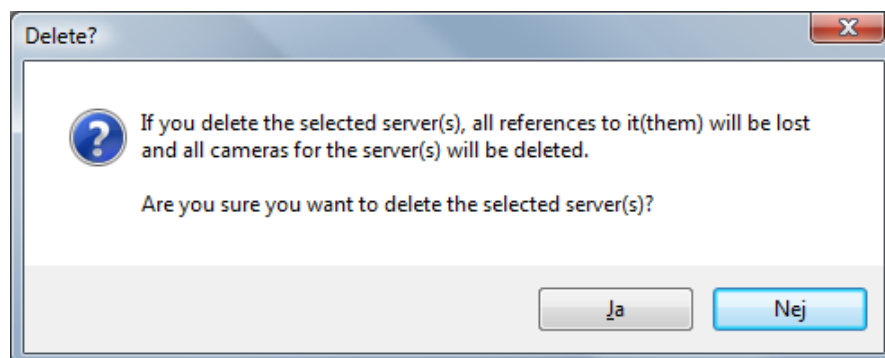 Delete?
If you delete the selected server(s), all references to it(them) will be lost
and all cameras for the server(s) will be deleted.
Are you sure you want to delete the selected server(s)?
Ja
Nej